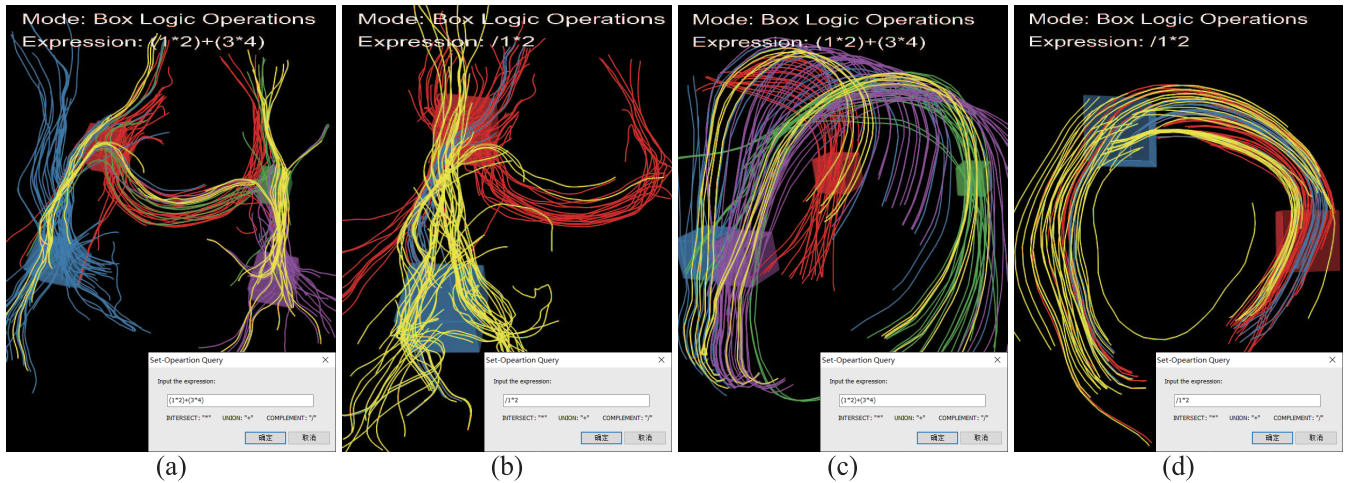 Mode: Box Logic Operations
Expression: (1*2)+(3*4)
Set-Opeartion Query
Input the expression:
(1*2)+(3*4)
INTERSECT: "*" UNION: "+" COMPLEMENT: "/"
确定 取消
(a)
Mode: Box Logic Operations
Expression: /1*2
Set-Opeartion Query
Input the expression:
/1*2
INTERSECT: "*" UNION: "+" COMPLEMENT: "/"
确定 取消
(b)
Mode: Box Logic Operations
Expression: (1*2)+(3*4)
Set-Opeartion Query
Input the expression:
(1*2)+(3*4)
INTERSECT: "*" UNION: "+" COMPLEMENT: "/"
确定 取消
(c)
Mode: Box Logic Operations
Expression: /1*2
Set-Opeartion Query
Input the expression:
/1*2
INTERSECT: "*" UNION: "+" COMPLEMENT: "/"
确定 取消
(d)